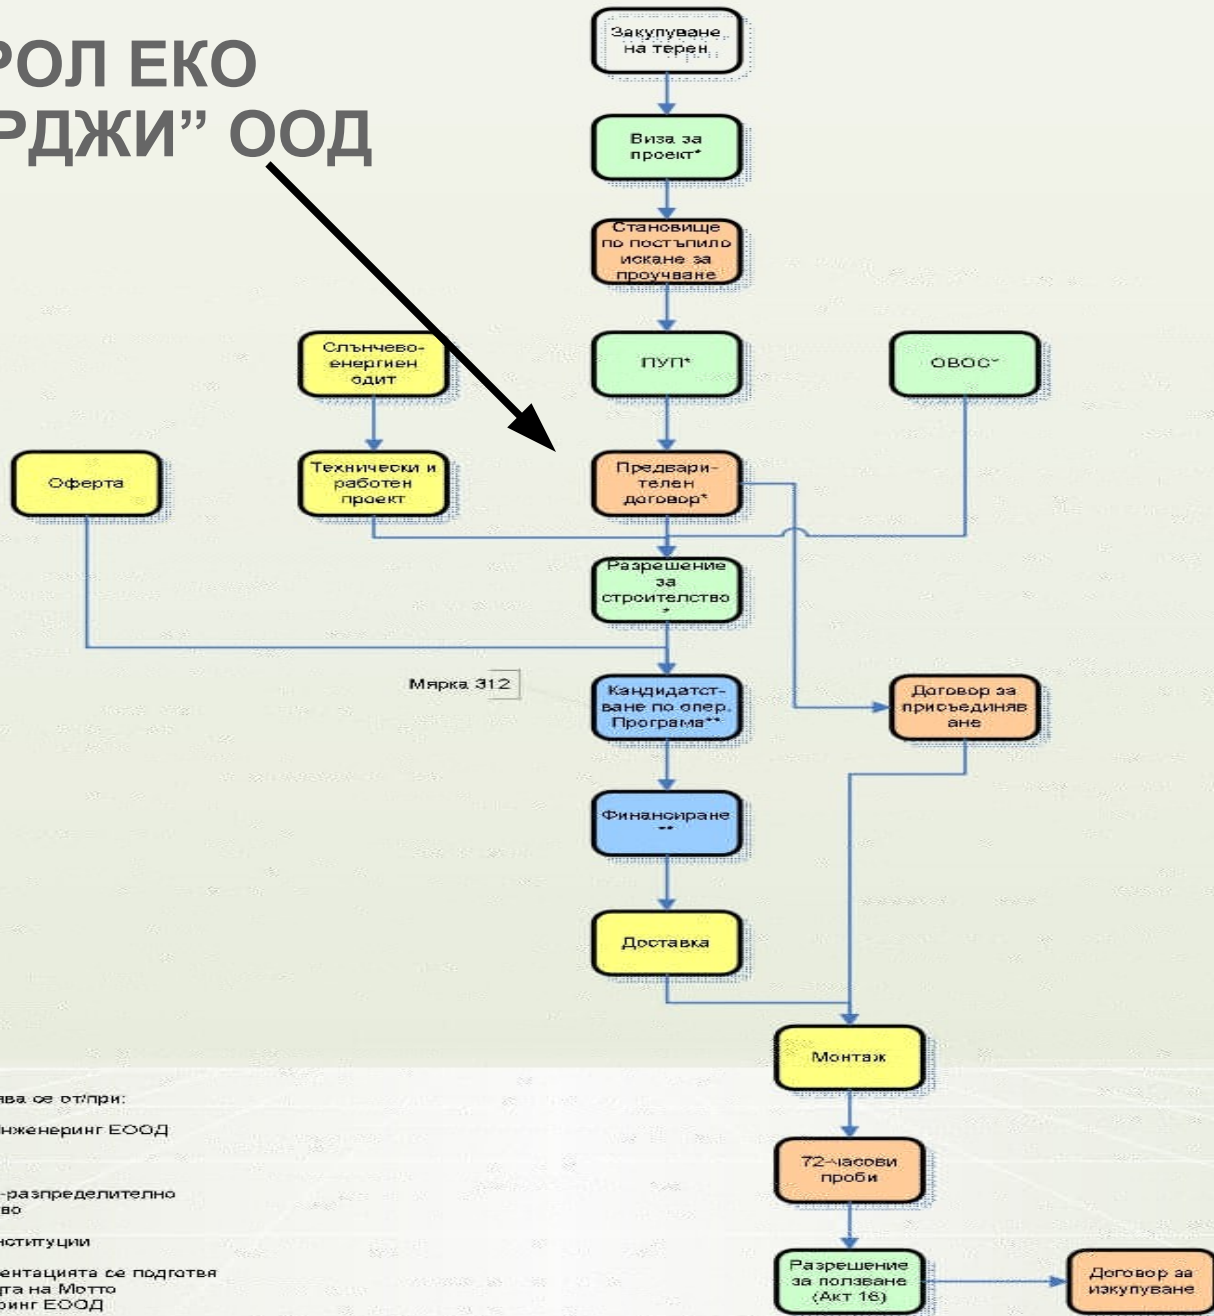 РОЛ ЕКО
РДЖИ” ООД
Закупуване
на терен
Виза за
проект*
Становище
по постъпило
искане за
проучване
Слънчево-
енергиен
одит
ПУП*
ОВОС*
Оферта
Технически и
работен
проект
Предвари-
телен
договор*
Разрешение
за
строителство
*
Мярка 312
Кандидатст-
ване по опер.
Програма**
Договор за
присъединяв
ане
Финансиране
**
Доставка
Монтаж
72-часови
проби
Разрешение
за ползване
(Акт 16)
Договор за
изкупуване
ва се от/при:
нженеринг ЕООД
-разпределително
во
нституции
ентацията се подготвя
та на Мотто
ринг ЕООД